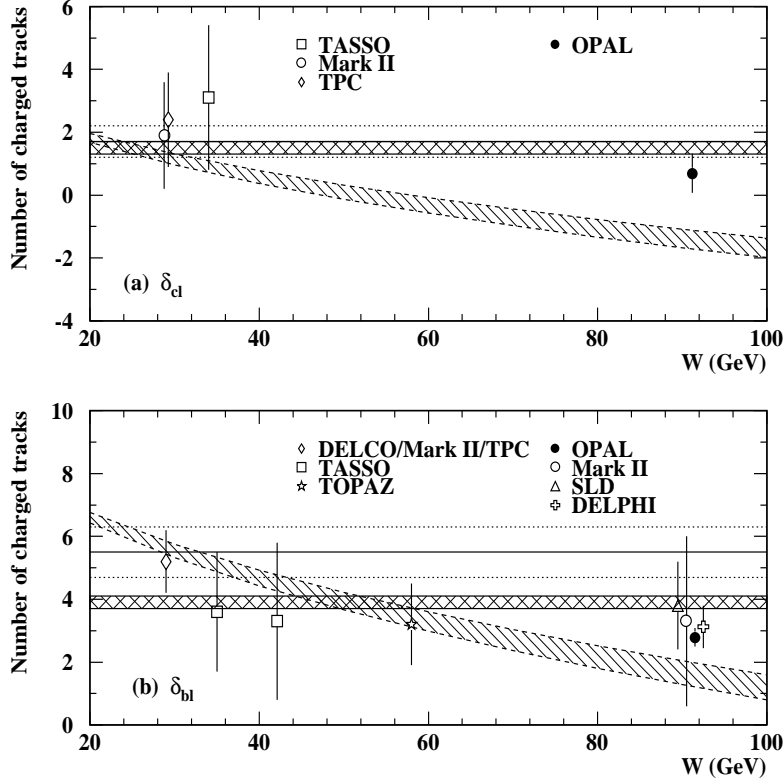 Number of charged tracks
6
4
2
0
-2
-4
TASSO
Mark II
TPC
OPAL
(a) δcl
20 40 60 80 100
W (GeV)
Number of charged tracks
10
8
6
4
2
0
DELCO/Mark II/TPC
TASSO
TOPAZ
OPAL
Mark II
SLD
DELPHI
(b) δbl
20 40 60 80 100
W (GeV)